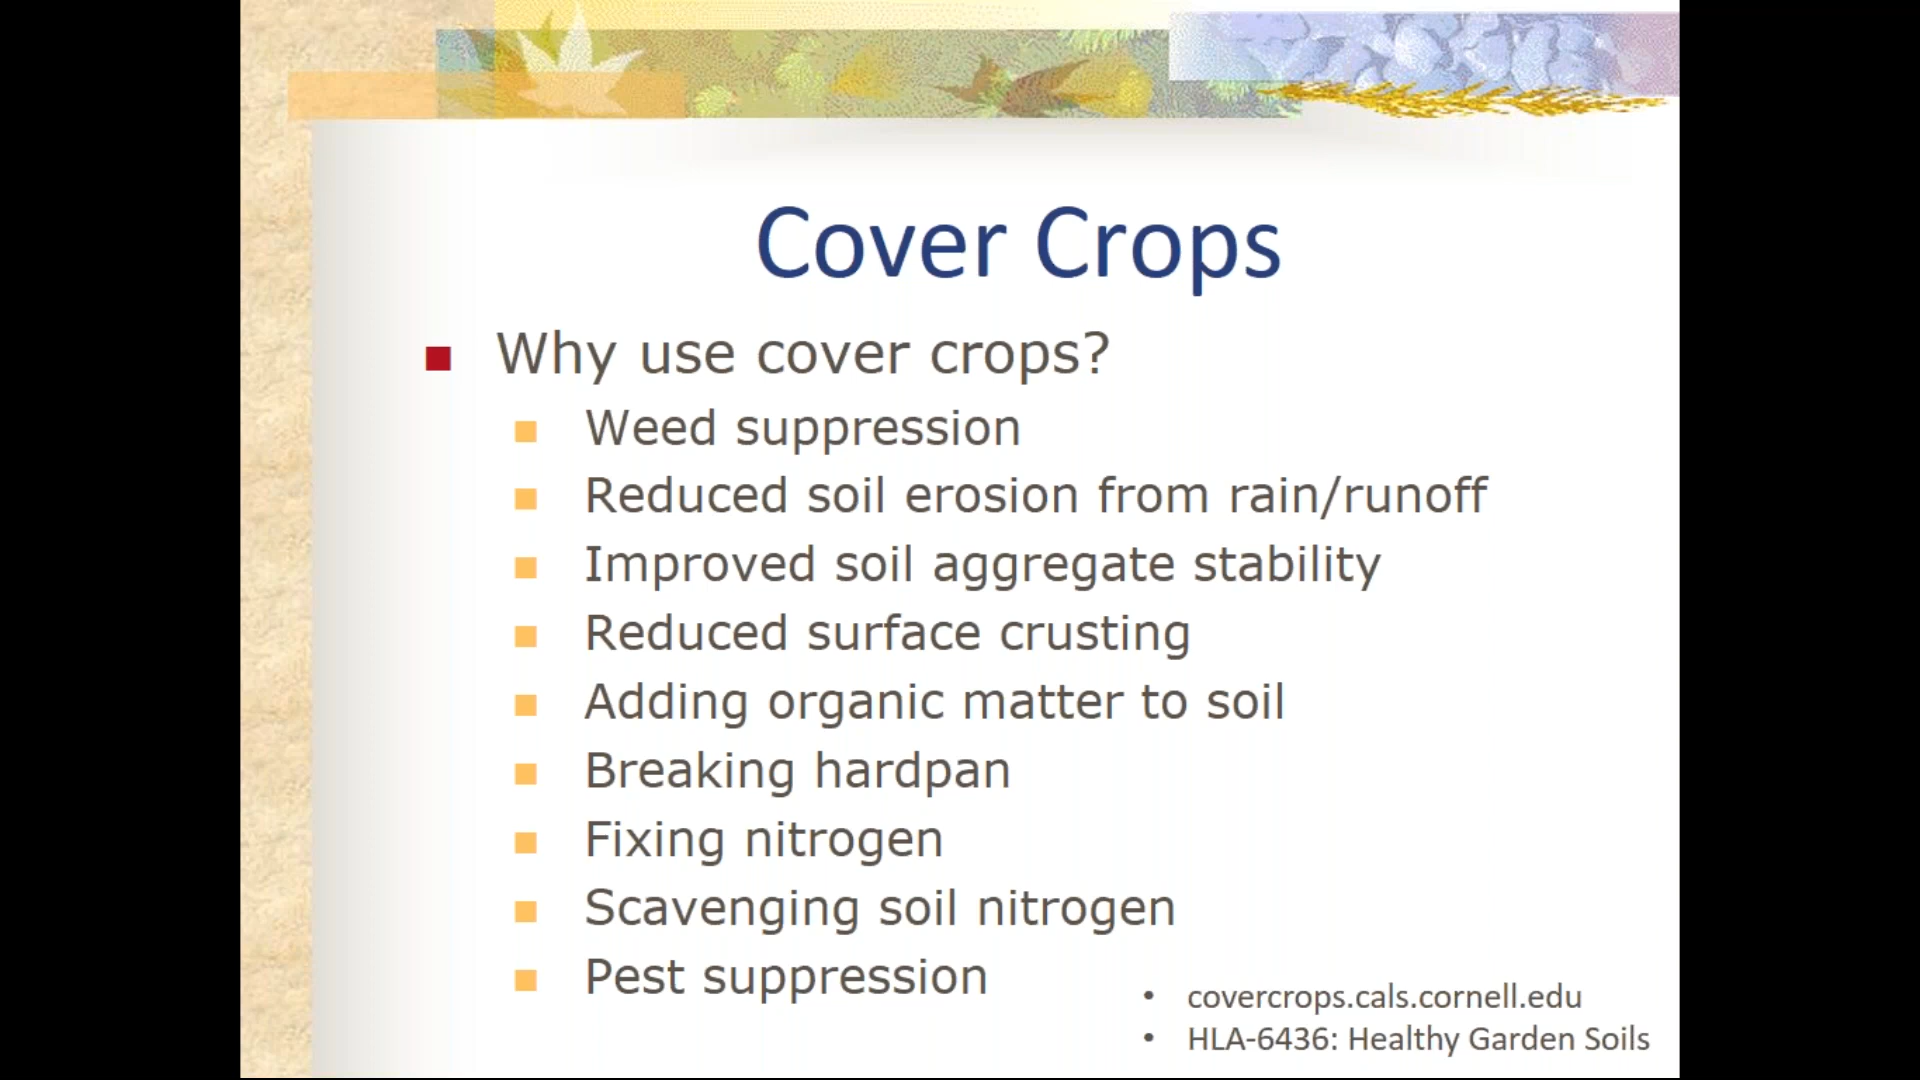 Cover Crops
Why use cover crops?
Weed suppression
Reduced soil erosion from rain/runoff
Improved soil aggregate stability
Reduced surface crusting
Adding organic matter to soil
Breaking hardpan
Fixing nitrogen
Scavenging soil nitrogen
Pest suppression
• covercrops.cals.cornell.edu
• HLA-6436: Healthy Garden Soils